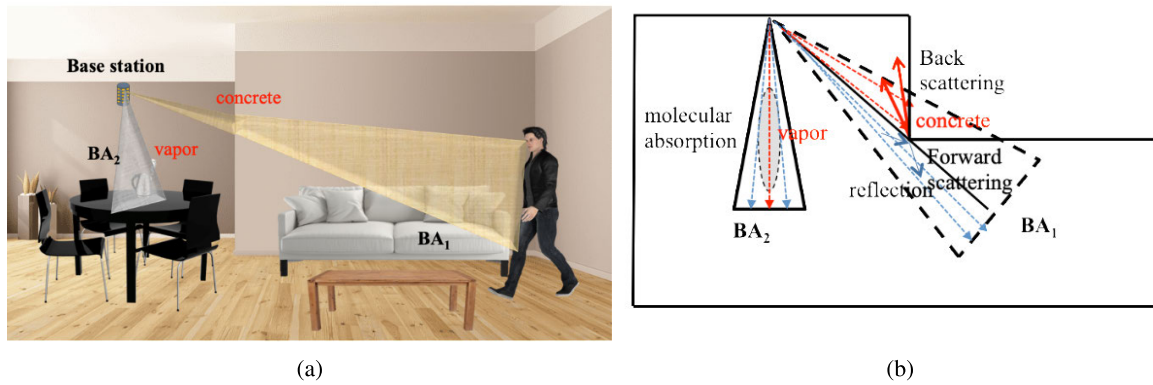 Base station
concrete
BA2
vapor
BA1
(a)
Back
scattering
concrete
molecular
absorption
vapor
Forward
scattering
reflection
BA2
BA1
(b)